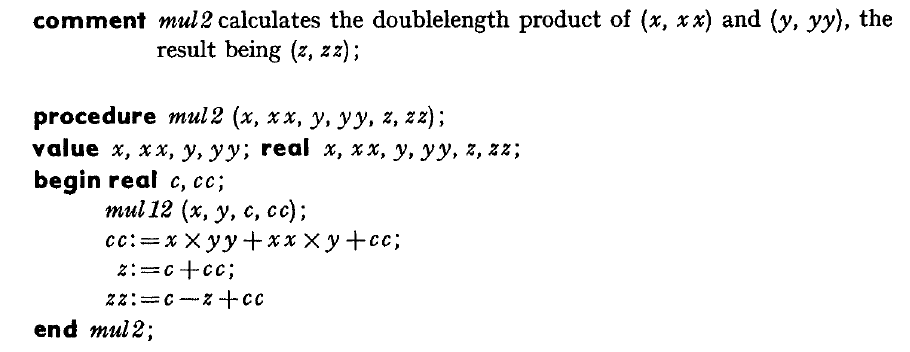 comment mul2 calculates the doublelength product of (x, xx) and (y, yy), the
result being (z, zz);
procedure mul2 (x, xx, y, yy, z, zz);
value x, xx, y, yy; real x, xx, y, yy, z, zz;
begin real c, cc;
mul12 (x, y, c, cc);
cc:=x×yy+xx×y+cc;
z:=c+cc;
zz:=c−z+cc
end mul2;